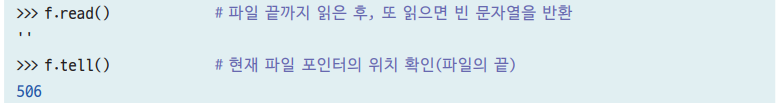 >>> f.read() # 파일 끝까지 읽은 후, 또 읽으면 빈 문자열을 반환
''
>>> f.tell() # 현재 파일 포인터의 위치 확인(파일의 끝)
506